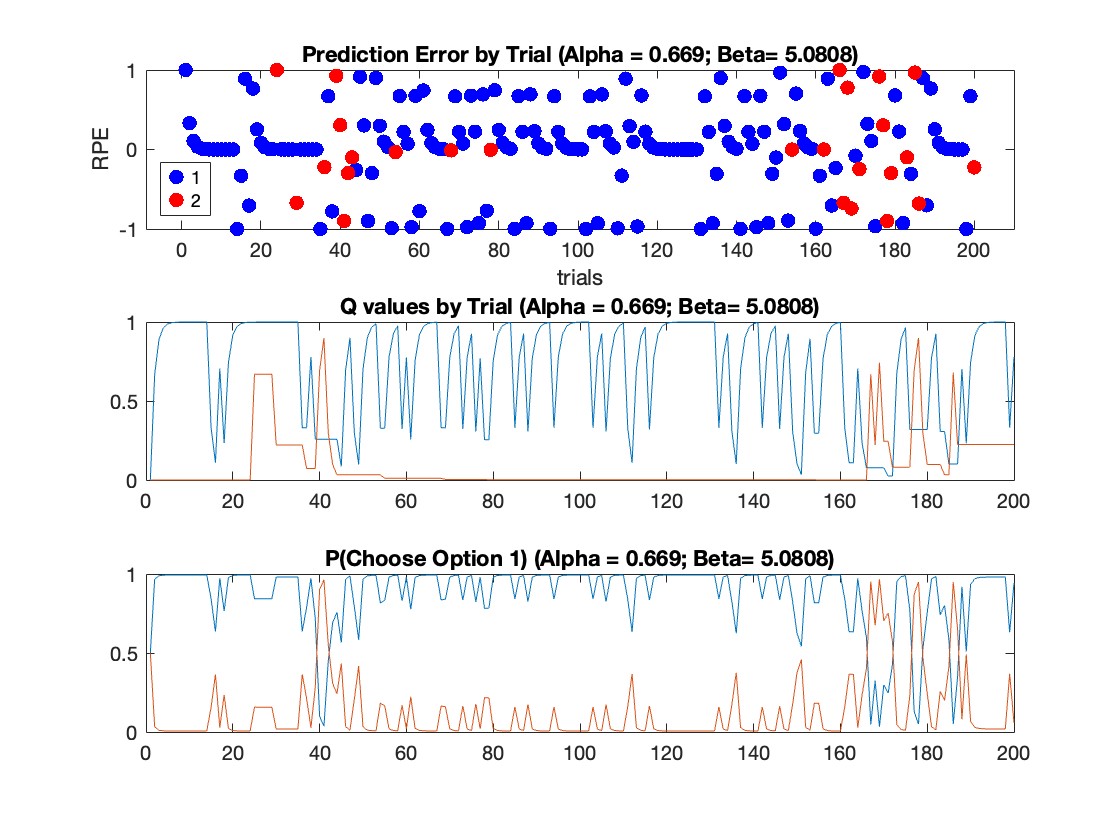 Prediction Error by Trial (Alpha = 0.669; Beta= 5.0808)
1
0
-1
RPE
1
2
0 20 40 60 80 100 120 140 160 180 200
trials
Q values by Trial (Alpha = 0.669; Beta= 5.0808)
1
0.5
0
0 20 40 60 80 100 120 140 160 180 200
P(Choose Option 1) (Alpha = 0.669; Beta= 5.0808)
1
0.5
0
0 20 40 60 80 100 120 140 160 180 200